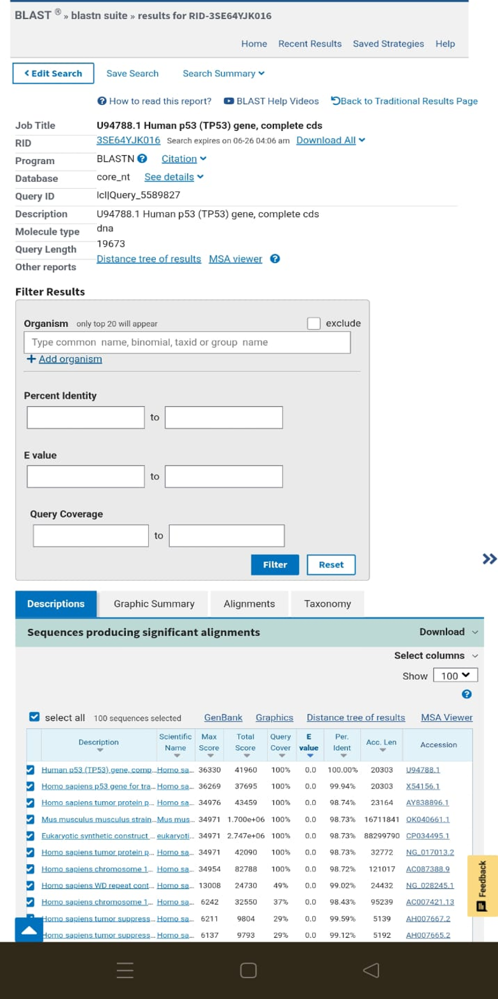 BLAST ® » blastn suite » results for RID-3SE64YJK016
Home Recent Results Saved Strategies Help
Edit Search Save Search Search Summary
How to read this report? BLAST Help Videos Back to Traditional Results Page
Job Title U94788.1 Human p53 (TP53) gene, complete cds
RID 3SE64YJK016 Search expires on 06-26 04:06 am Download All
Program BLASTN Citation
Database core_nt See details
Query ID lcl|Query_5589827
Description U94788.1 Human p53 (TP53) gene, complete cds
Molecule type dna
Query Length 19673
Other reports Distance tree of results MSA viewer
Filter Results
Organism only top 20 will appear exclude
Type common name, binomial, taxid or group name
+ Add organism
Percent Identity
to
E value
to
Query Coverage
to
Filter Reset
Descriptions Graphic Summary Alignments Taxonomy
Sequences producing significant alignments Download
Select columns
Show 100
select all 100 sequences selected GenBank Graphics Distance tree of results MSA Viewer
Description Scientific Name Max Score Total Score Query Cover E value Per. Ident Acc. Len Accession
Human p53 (TP53) gene, comp... Homo sa... 36330 41960 100% 0.0 100.00% 20303 U94788.1
Homo sapiens p53 gene for tra... Homo sa... 36269 37695 100% 0.0 99.94% 20303 X54156.1
Homo sapiens tumor protein p... Homo sa... 34976 43459 100% 0.0 98.74% 23164 AY838896.1
Mus musculus musculus strain... Mus mus... 34971 1.700e+06 100% 0.0 98.73% 16711841 OK040661.1
Eukaryotic synthetic construct ... eukaryoti... 34971 2.747e+06 100% 0.0 98.73% 88299790 CP034495.1
Homo sapiens tumor protein p... Homo sa... 34971 42090 100% 0.0 98.73% 32772 NG_017013.2
Homo sapiens chromosome 1... Homo sa... 34954 82788 100% 0.0 98.72% 121017 AC087388.9
Homo sapiens WD repeat cont... Homo sa... 13008 24730 49% 0.0 99.02% 24432 NG_028245.1
Homo sapiens chromosome 1... Homo sa... 6242 32550 37% 0.0 98.43% 95239 AC007421.13
Homo sapiens tumor suppress... Homo sa... 6211 9804 29% 0.0 99.59% 5139 AH007667.2
Homo sapiens tumor suppress... Homo sa... 6137 9793 29% 0.0 99.12% 5192 AH007665.2
Feedback